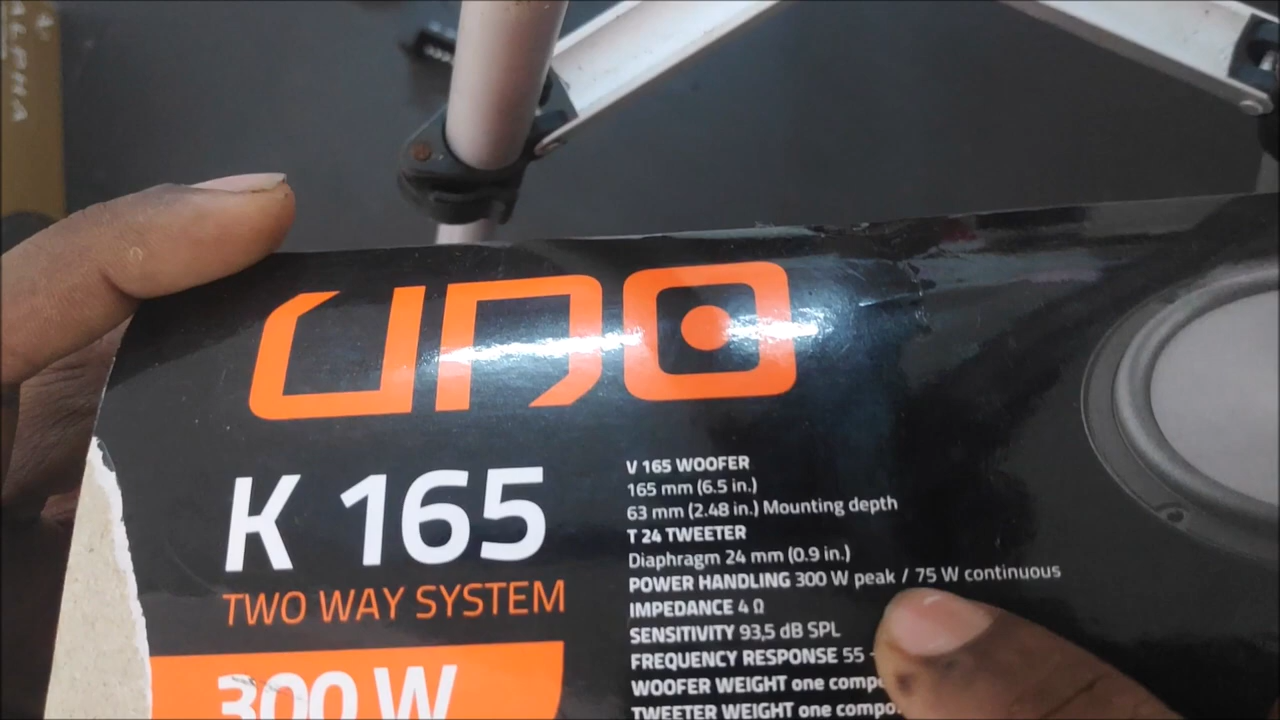 ALPHA
UNO
K 165
TWO WAY SYSTEM
300 W
V 165 WOOFER
165 mm (6.5 in.)
63 mm (2.48 in.) Mounting depth
T 24 TWEETER
Diaphragm 24 mm (0.9 in.)
POWER HANDLING 300 W peak / 75 W continuous
IMPEDANCE 4 Ω
SENSITIVITY 93,5 dB SPL
FREQUENCY RESPONSE 55 -
WOOFER WEIGHT one compo
TWEETER WEIGHT one compo